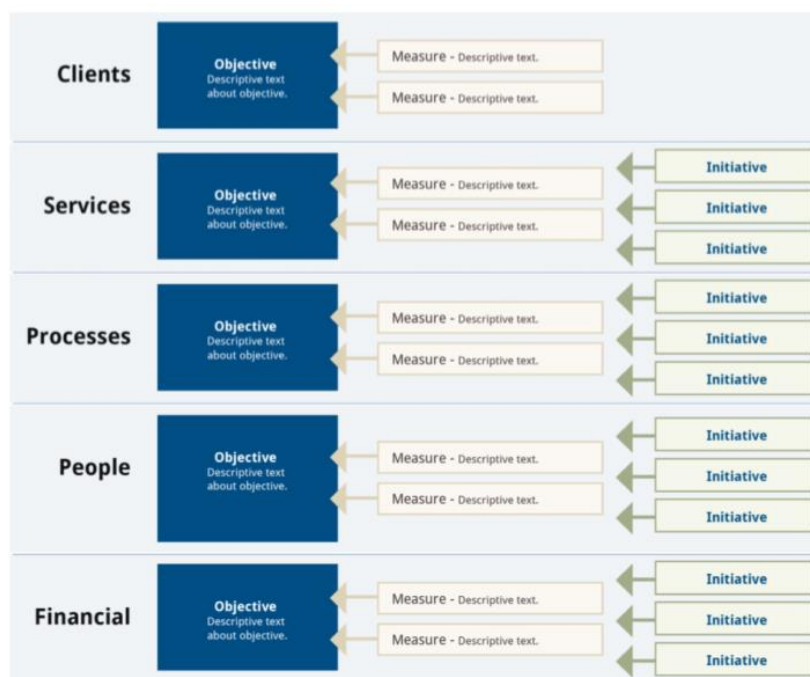 Clients
Objective
Descriptive text
about objective.
Measure - Descriptive text.
Measure - Descriptive text.
Services
Objective
Descriptive text
about objective.
Measure - Descriptive text.
Measure - Descriptive text.
Initiative
Initiative
Initiative
Processes
Objective
Descriptive text
about objective.
Measure - Descriptive text.
Measure - Descriptive text.
Initiative
Initiative
Initiative
People
Objective
Descriptive text
about objective.
Measure - Descriptive text.
Measure - Descriptive text.
Initiative
Initiative
Initiative
Financial
Objective
Descriptive text
about objective.
Measure - Descriptive text.
Measure - Descriptive text.
Initiative
Initiative
Initiative